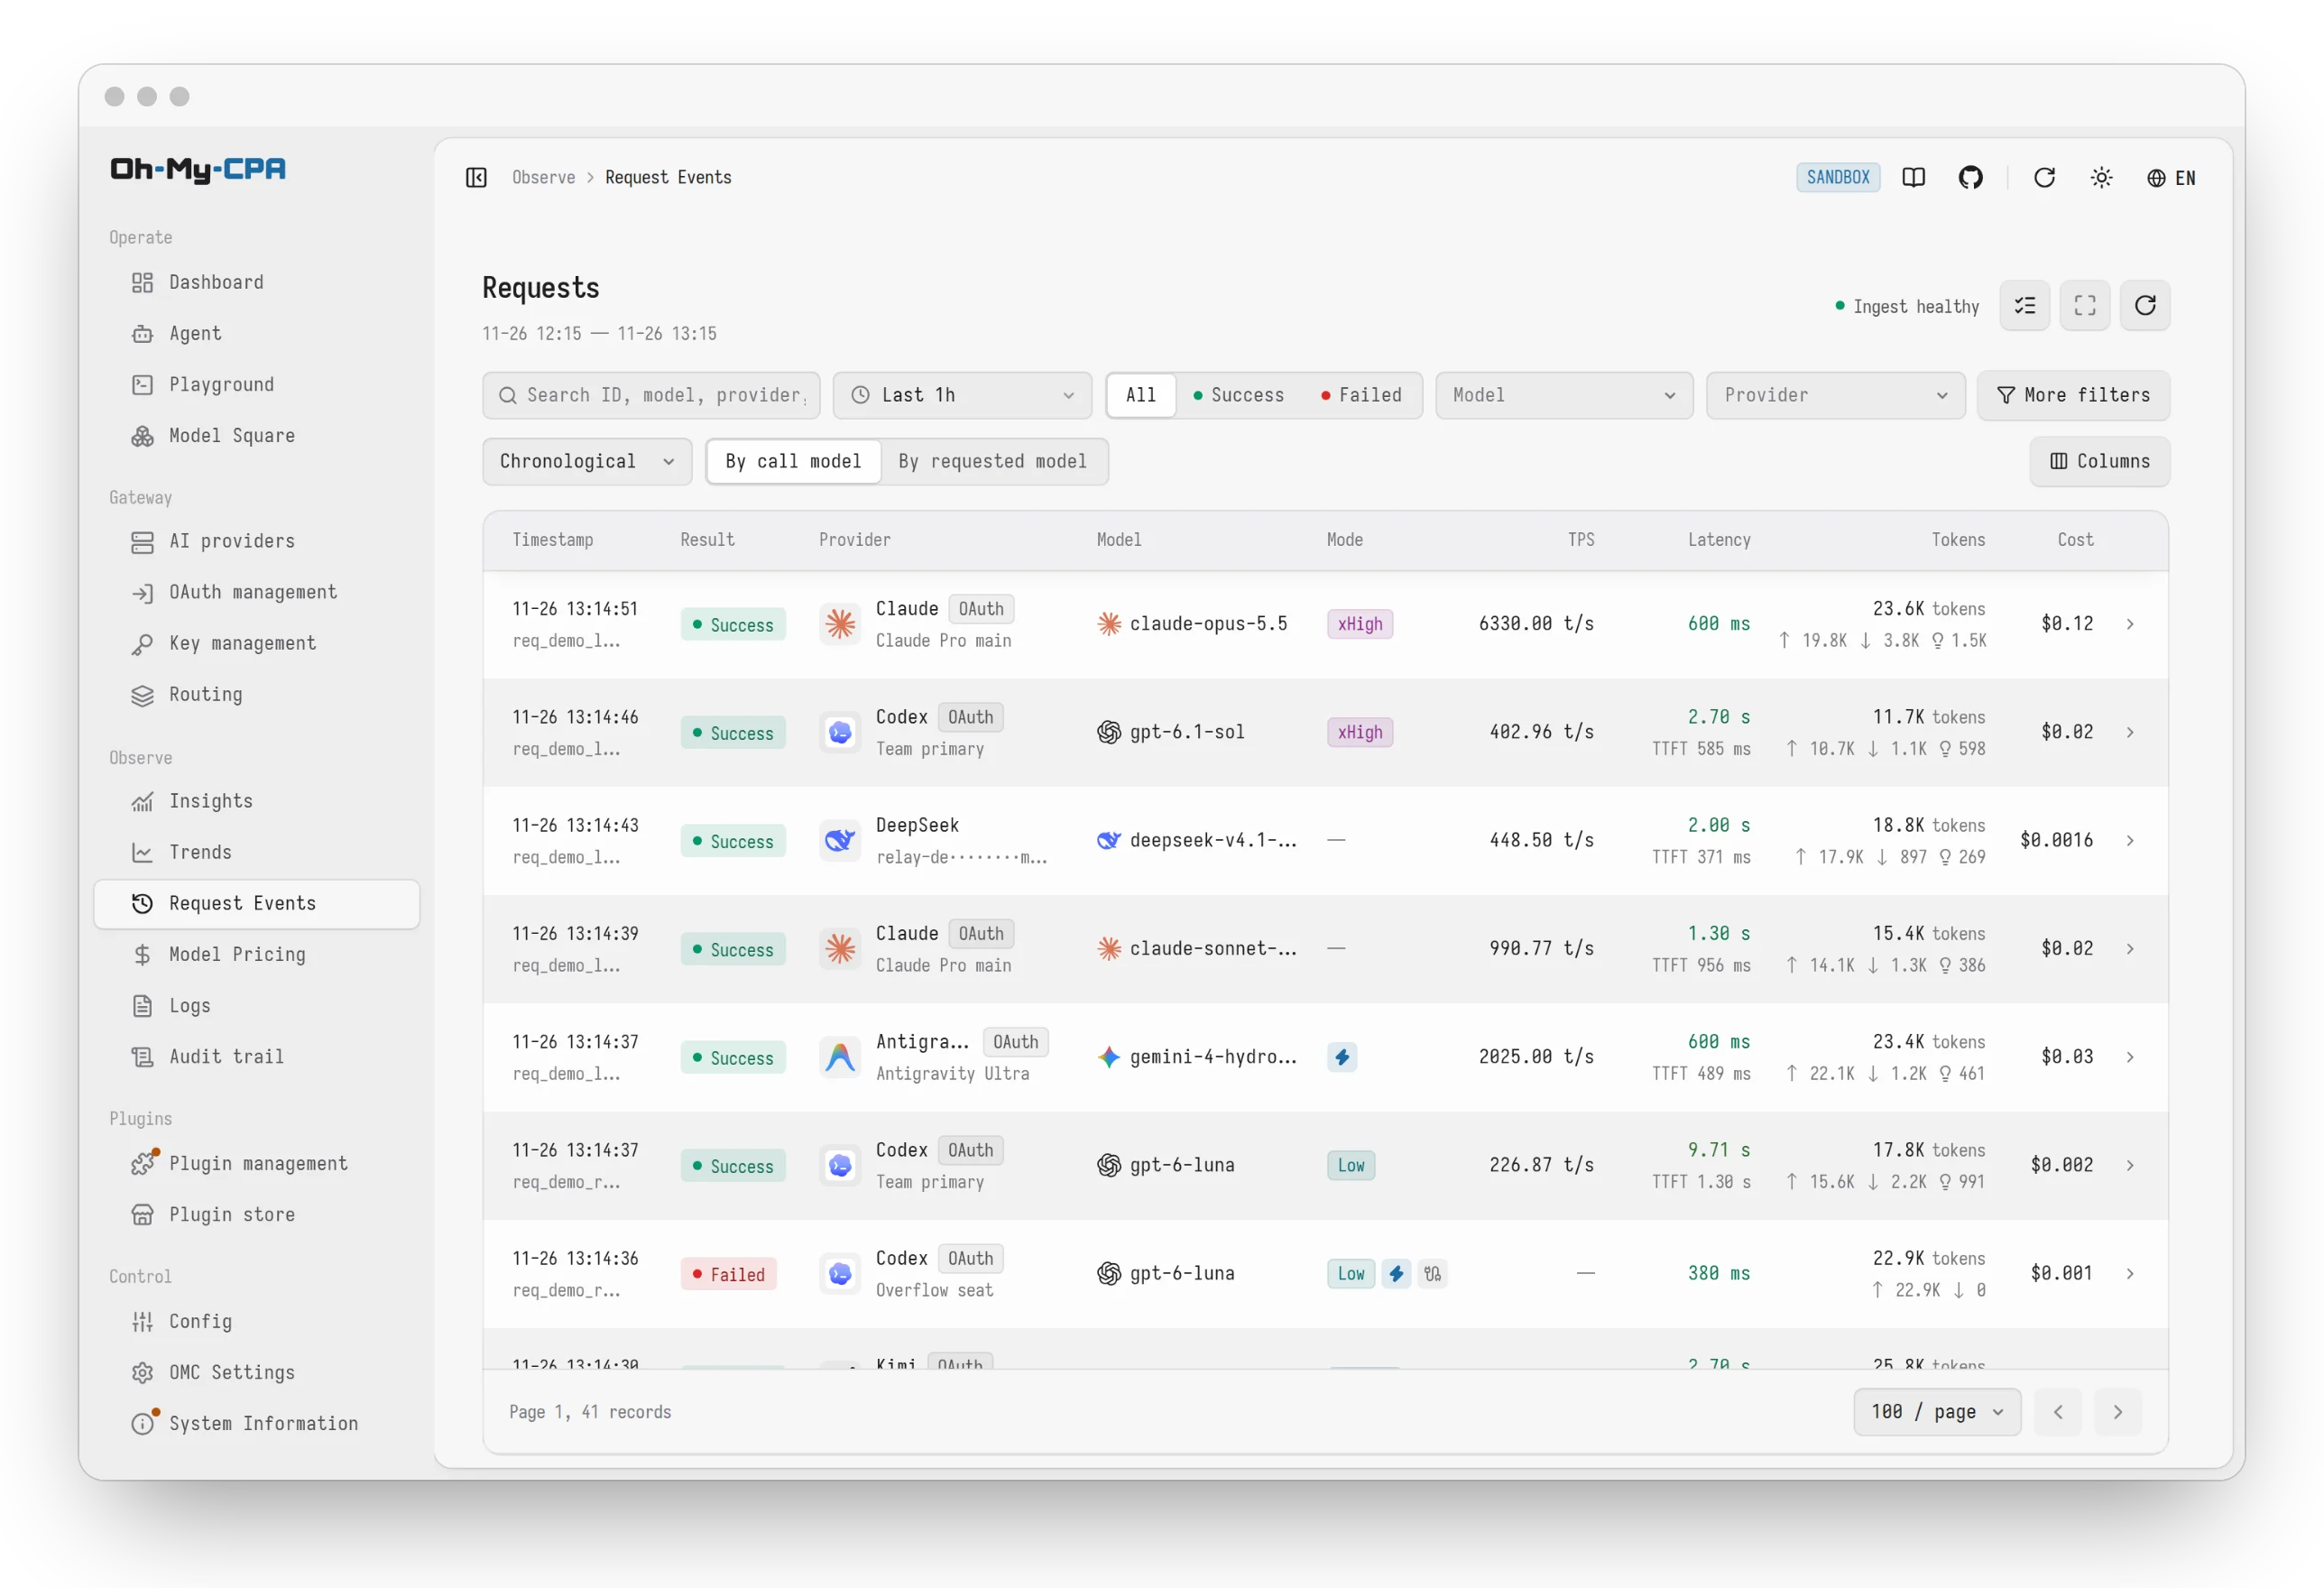 Oh-My-CPA
Operate
Dashboard
Agent
Playground
Model Square
Gateway
AI providers
OAuth management
Key management
Routing
Observe
Insights
Trends
Request Events
Model Pricing
Logs
Audit trail
Plugins
Plugin management
Plugin store
Control
Config
OMC Settings
System Information
Observe > Request Events
SANDBOX
EN
Requests
11-26 12:15 — 11-26 13:15
Ingest healthy
Search ID, model, provider,
Last 1h
All Success Failed
Model
Provider
More filters
Chronological
By call model By requested model
Columns
Timestamp Result Provider Model Mode TPS Latency Tokens Cost
11-26 13:14:51 Success Claude OAuth claude-opus-5.5 xHigh 6330.00 t/s 600 ms 23.6K tokens $0.12
req_demo_l... Claude Pro main ↑ 19.8K ↓ 3.8K 1.5K
11-26 13:14:46 Success Codex OAuth gpt-6.1-sol xHigh 402.96 t/s 2.70 s 11.7K tokens $0.02
req_demo_l... Team primary TTFT 585 ms ↑ 10.7K ↓ 1.1K 598
11-26 13:14:43 Success DeepSeek deepseek-v4.1-... — 448.50 t/s 2.00 s 18.8K tokens $0.0016
req_demo_l... relay-de········m... TTFT 371 ms ↑ 17.9K ↓ 897 269
11-26 13:14:39 Success Claude OAuth claude-sonnet-... — 990.77 t/s 1.30 s 15.4K tokens $0.02
req_demo_l... Claude Pro main TTFT 956 ms ↑ 14.1K ↓ 1.3K 386
11-26 13:14:37 Success Antigra... OAuth gemini-4-hydro... 2025.00 t/s 600 ms 23.4K tokens $0.03
req_demo_l... Antigravity Ultra TTFT 489 ms ↑ 22.1K ↓ 1.2K 461
11-26 13:14:37 Success Codex OAuth gpt-6-luna Low 226.87 t/s 9.71 s 17.8K tokens $0.002
req_demo_r... Team primary TTFT 1.30 s ↑ 15.6K ↓ 2.2K 991
11-26 13:14:36 Failed Codex OAuth gpt-6-luna Low — 380 ms 22.9K tokens $0.001
req_demo_r... Overflow seat ↑ 22.9K ↓ 0
11-26 13:14:30 Kimi OAuth 2.70 s 25.8K tokens
Page 1, 41 records
100 / page